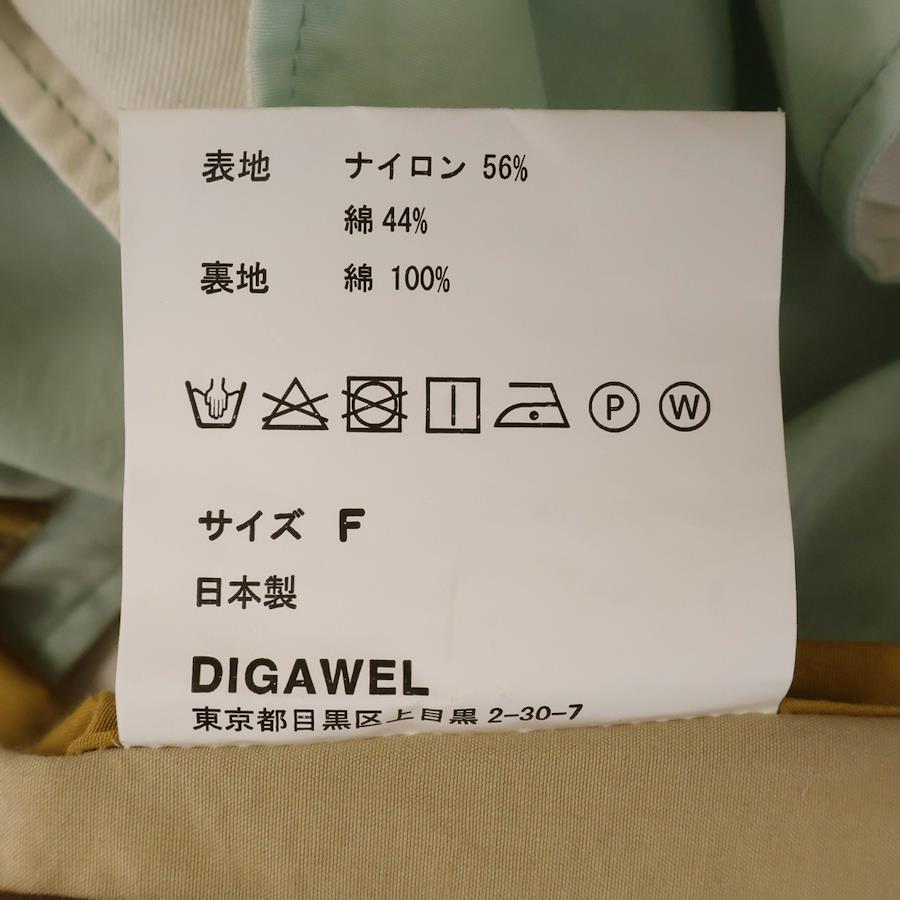 表地 ナイロン 56%
綿 44%
裏地 綿 100%
P W
サイズ F
日本製
DIGAWEL
東京都目黒区上目黒 2-30-7